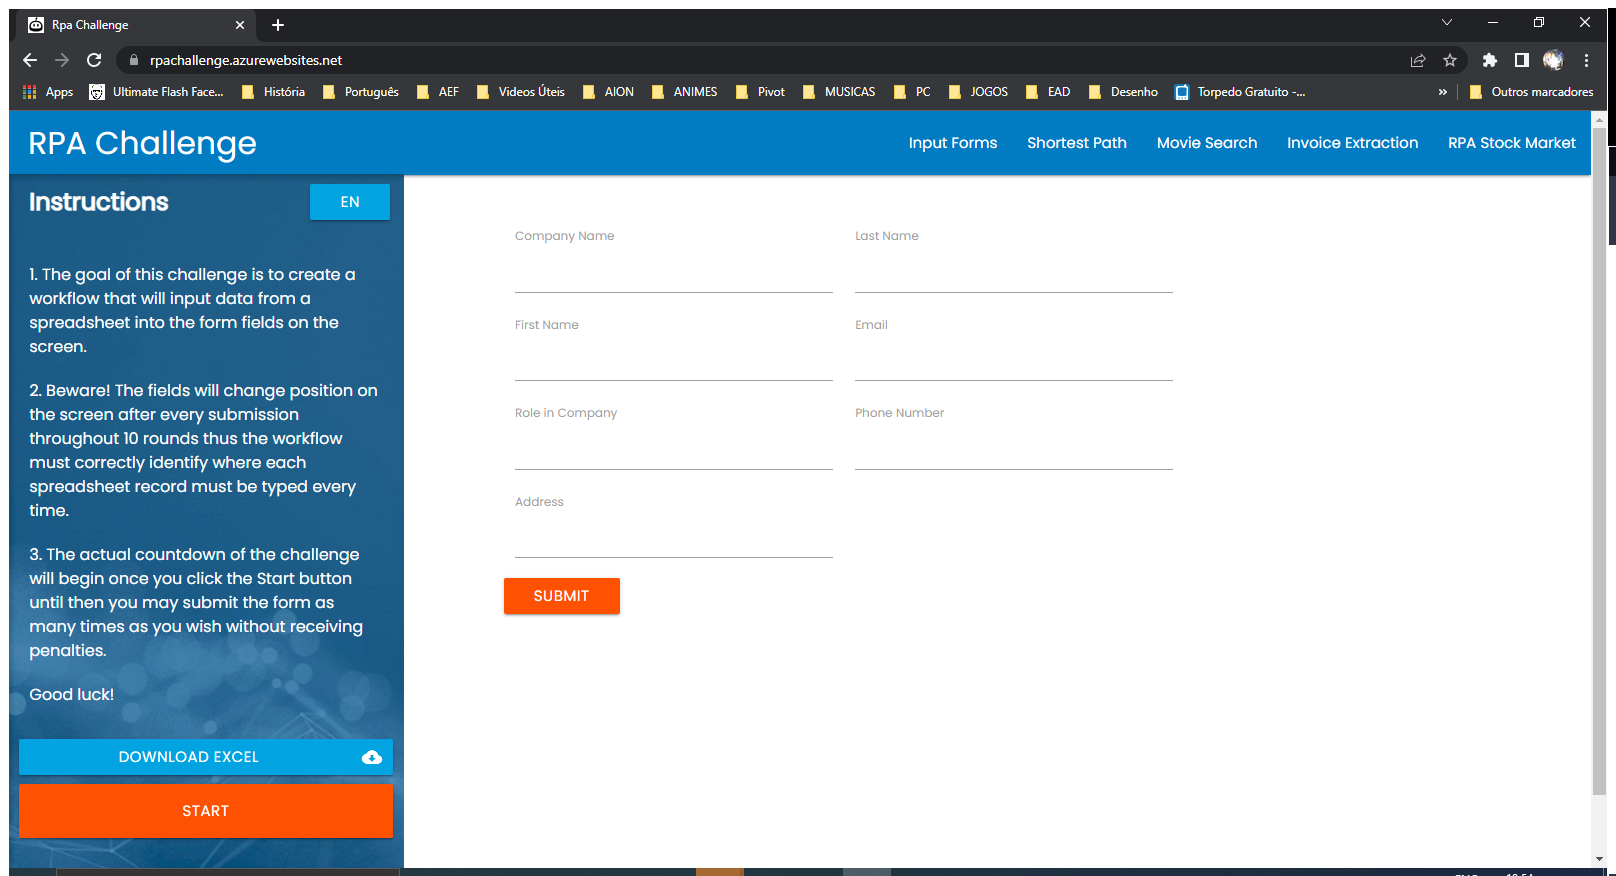 Rpa Challenge
rpachallenge.azurewebsites.net
Apps Ultimate Flash Face... História Português AEF Videos Úteis AION ANIMES Pivot MUSICAS PC JOGOS EAD Desenho Torpedo Gratuito -... » Outros marcadores
RPA Challenge Input Forms Shortest Path Movie Search Invoice Extraction RPA Stock Market
Instructions EN
1. The goal of this challenge is to create a
workflow that will input data from a
spreadsheet into the form fields on the
screen.
2. Beware! The fields will change position on
the screen after every submission
throughout 10 rounds thus the workflow
must correctly identify where each
spreadsheet record must be typed every
time.
3. The actual countdown of the challenge
will begin once you click the Start button
until then you may submit the form as
many times as you wish without receiving
penalties.
Good luck!
DOWNLOAD EXCEL
START
Company Name Last Name
First Name Email
Role in Company Phone Number
Address
SUBMIT